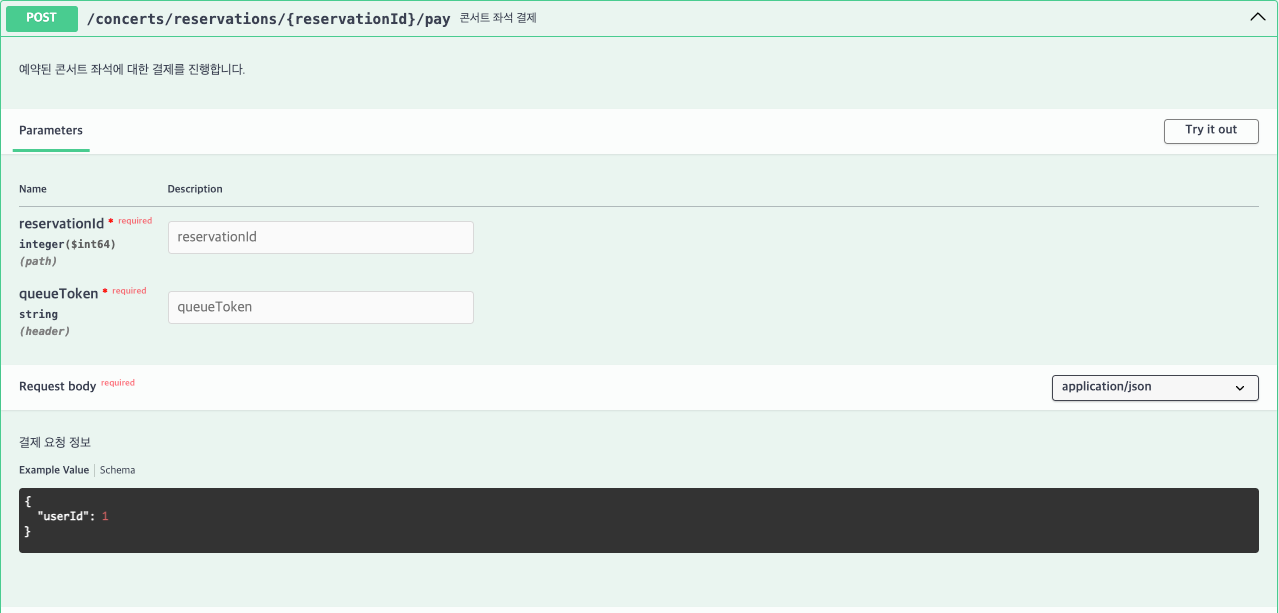 POST /concerts/reservations/{reservationId}/pay 콘서트 좌석 결제
예약된 콘서트 좌석에 대한 결제를 진행합니다.
Parameters Try it out
Name Description
reservationId * required reservationId
integer($int64)
(path)
queueToken * required queueToken
string
(header)
Request body required application/json
결제 요청 정보
Example Value Schema
{
  "userId": 1
}